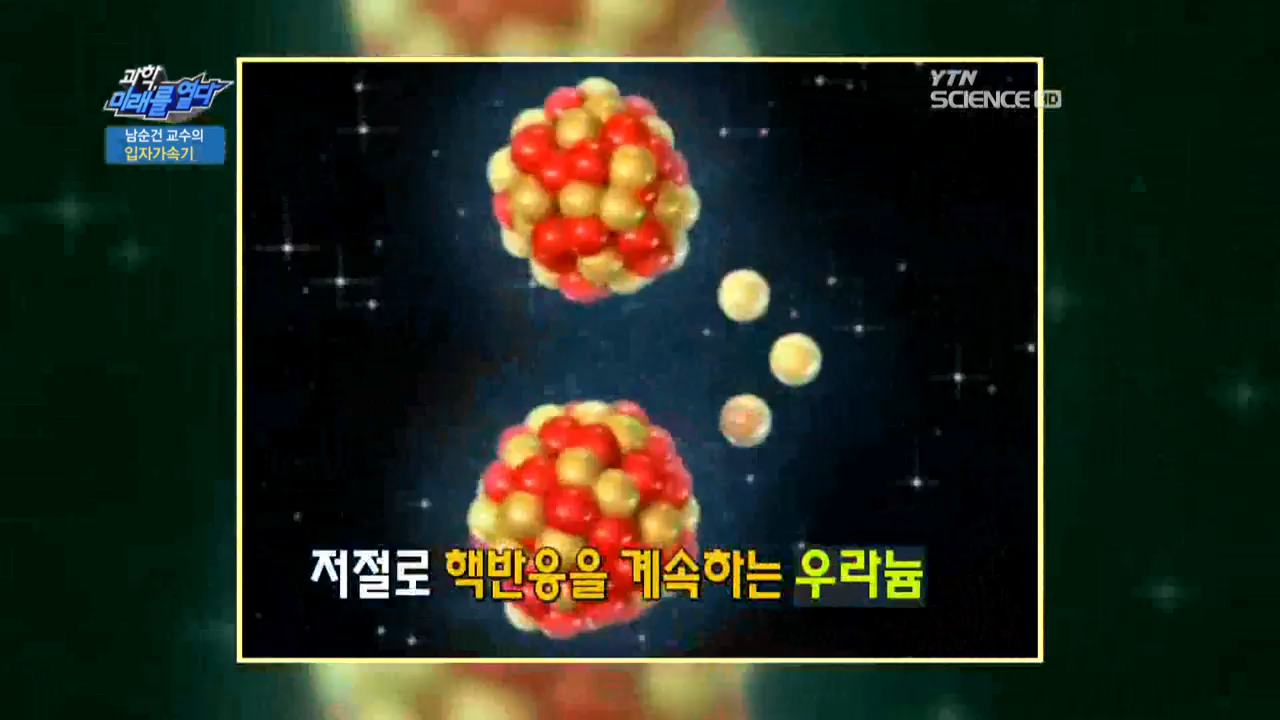 과학,
미래를 열다
남순건 교수의
입자가속기
YTN
SCIENCE HD
저절로 핵반응을 계속하는 우라늄